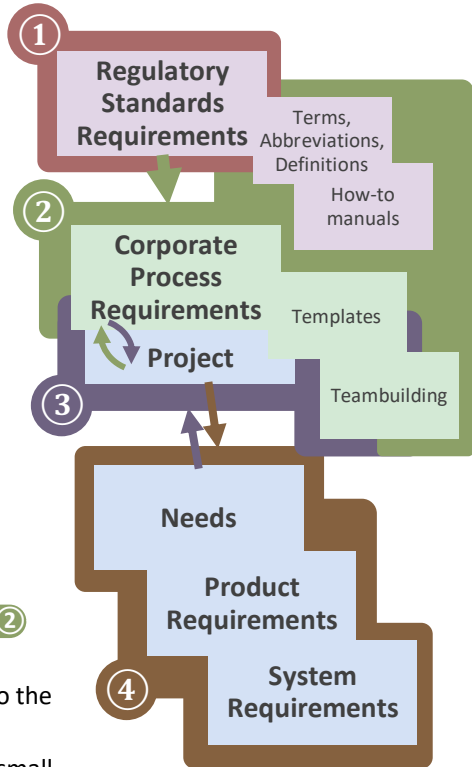 ①
Regulatory
Standards
Requirements
Terms,
Abbreviations,
Definitions
How-to
manuals
②
Corporate
Process
Requirements
Templates
Project
Teambuilding
③
Needs
Product
Requirements
②
System
Requirements
④
o the
small